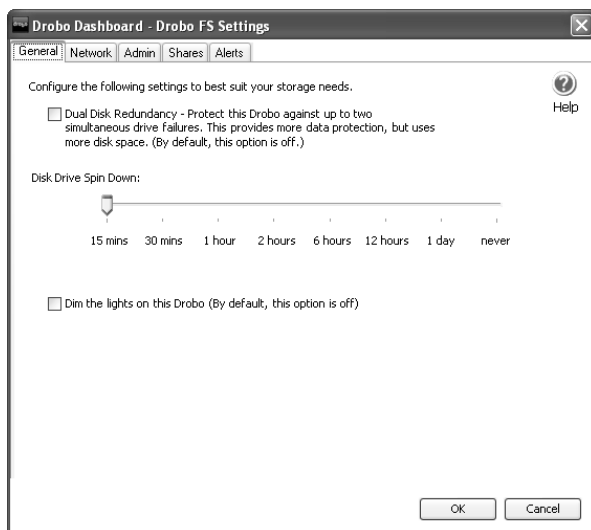 Drobo Dashboard - Drobo FS Settings
General Network Admin Shares Alerts
Configure the following settings to best suit your storage needs.
Help
Dual Disk Redundancy - Protect this Drobo against up to two
simultaneous drive failures. This provides more data protection, but uses
more disk space. (By default, this option is off.)
Disk Drive Spin Down:
15 mins 30 mins 1 hour 2 hours 6 hours 12 hours 1 day never
Dim the lights on this Drobo (By default, this option is off)
OK Cancel